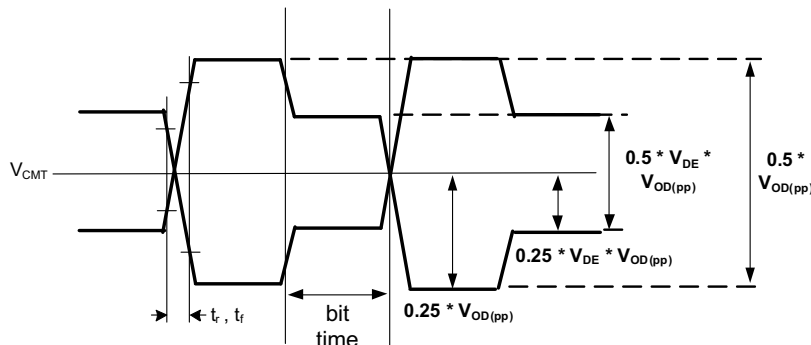 V_CMT
0.5 * V_DE *
V_OD(pp)
0.5 *
V_OD(pp)
0.25 * V_DE * V_OD(pp)
t_r , t_f
bit
time
0.25 * V_OD(pp)